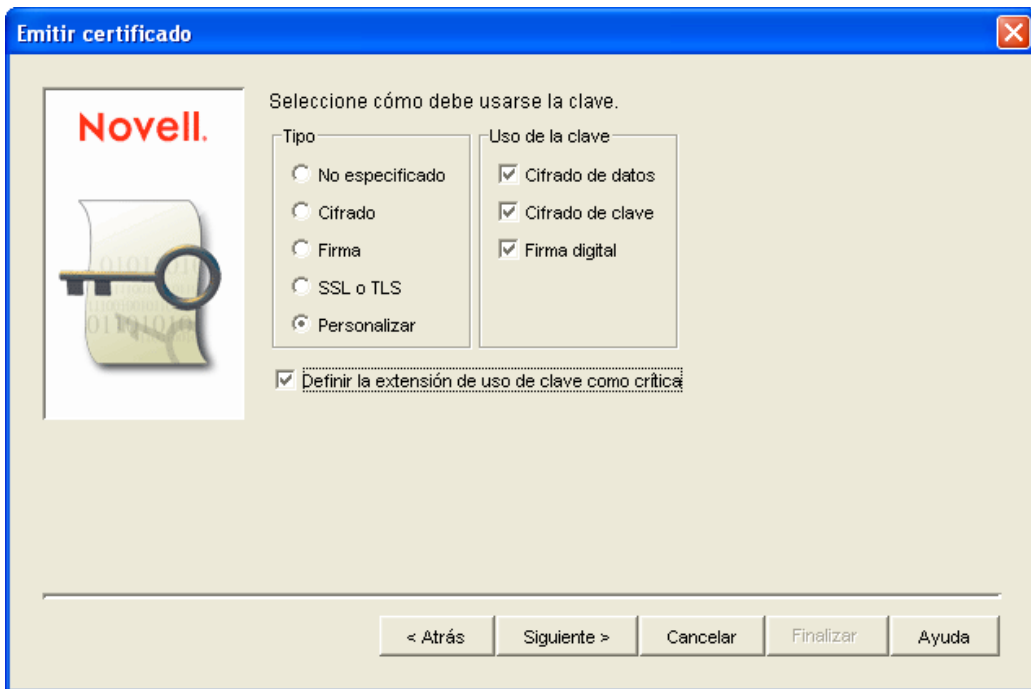 Emitir certificado
Novell.
Seleccione cómo debe usarse la clave.
Tipo
No especificado
Cifrado
Firma
SSL o TLS
Personalizar
Uso de la clave
Cifrado de datos
Cifrado de clave
Firma digital
Definir la extensión de uso de clave como crítica
< Atrás
Siguiente >
Cancelar
Finalizar
Ayuda